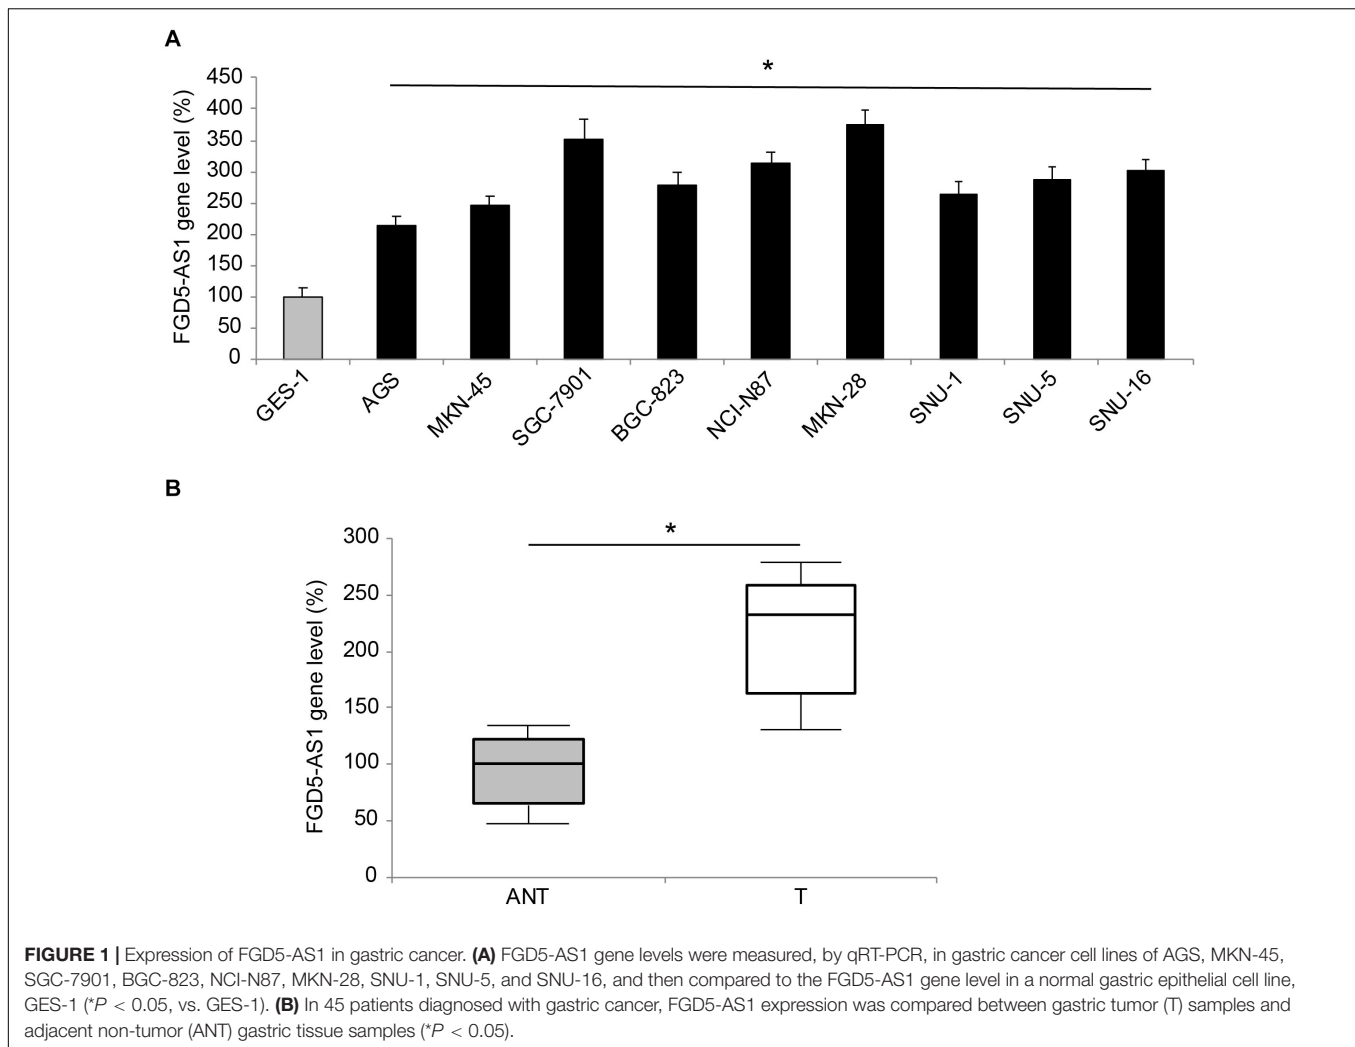 A
*
450
400
350
300
250
200
150
100
50
0
FGD5-AS1 gene level (%)
GES-1
AGS
MKN-45
SGC-7901
BGC-823
NCI-N87
MKN-28
SNU-1
SNU-5
SNU-16
B
*
300
250
200
150
100
50
0
FGD5-AS1 gene level (%)
ANT
T
FIGURE 1 | Expression of FGD5-AS1 in gastric cancer. (A) FGD5-AS1 gene levels were measured, by qRT-PCR, in gastric cancer cell lines of AGS, MKN-45,
SGC-7901, BGC-823, NCI-N87, MKN-28, SNU-1, SNU-5, and SNU-16, and then compared to the FGD5-AS1 gene level in a normal gastric epithelial cell line,
GES-1 (*P < 0.05, vs. GES-1). (B) In 45 patients diagnosed with gastric cancer, FGD5-AS1 expression was compared between gastric tumor (T) samples and
adjacent non-tumor (ANT) gastric tissue samples (*P < 0.05).